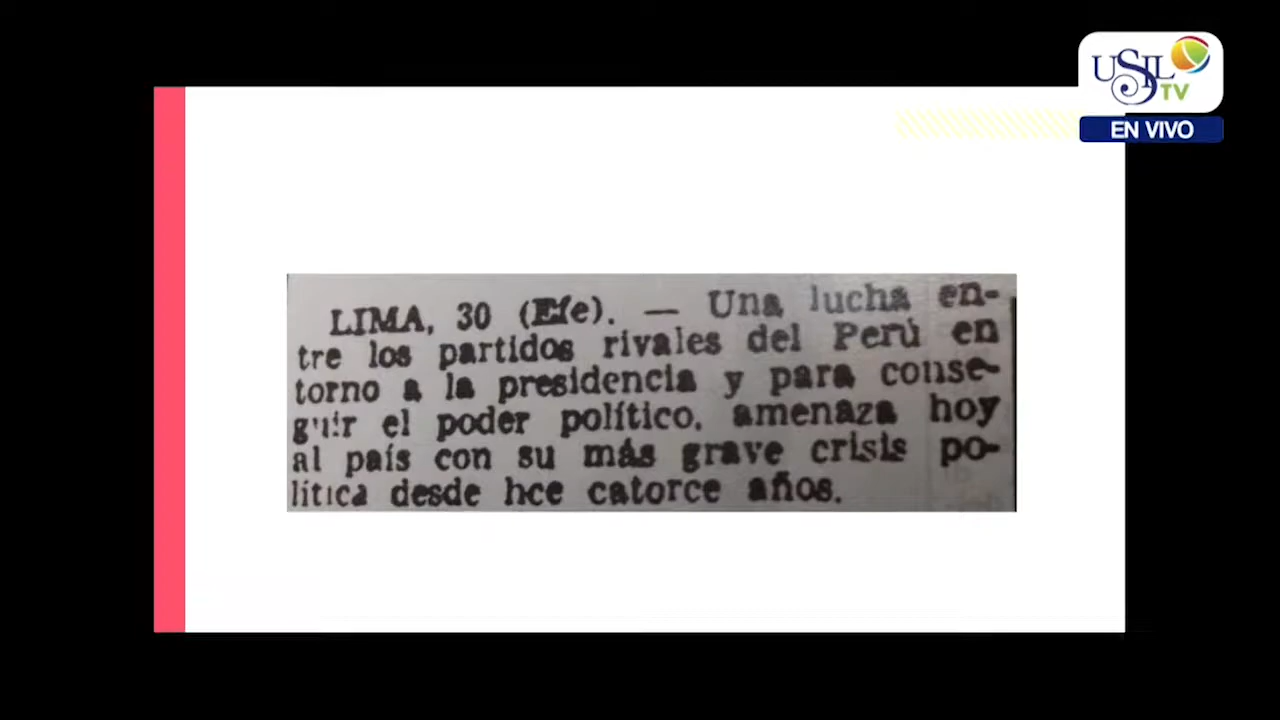 USIL
TV
EN VIVO
LIMA, 30 (Efe). — Una lucha en-
tre los partidos rivales del Perú en
torno a la presidencia y para conse-
guir el poder político, amenaza hoy
al país con su más grave crisis po-
lítica desde hce catorce años.